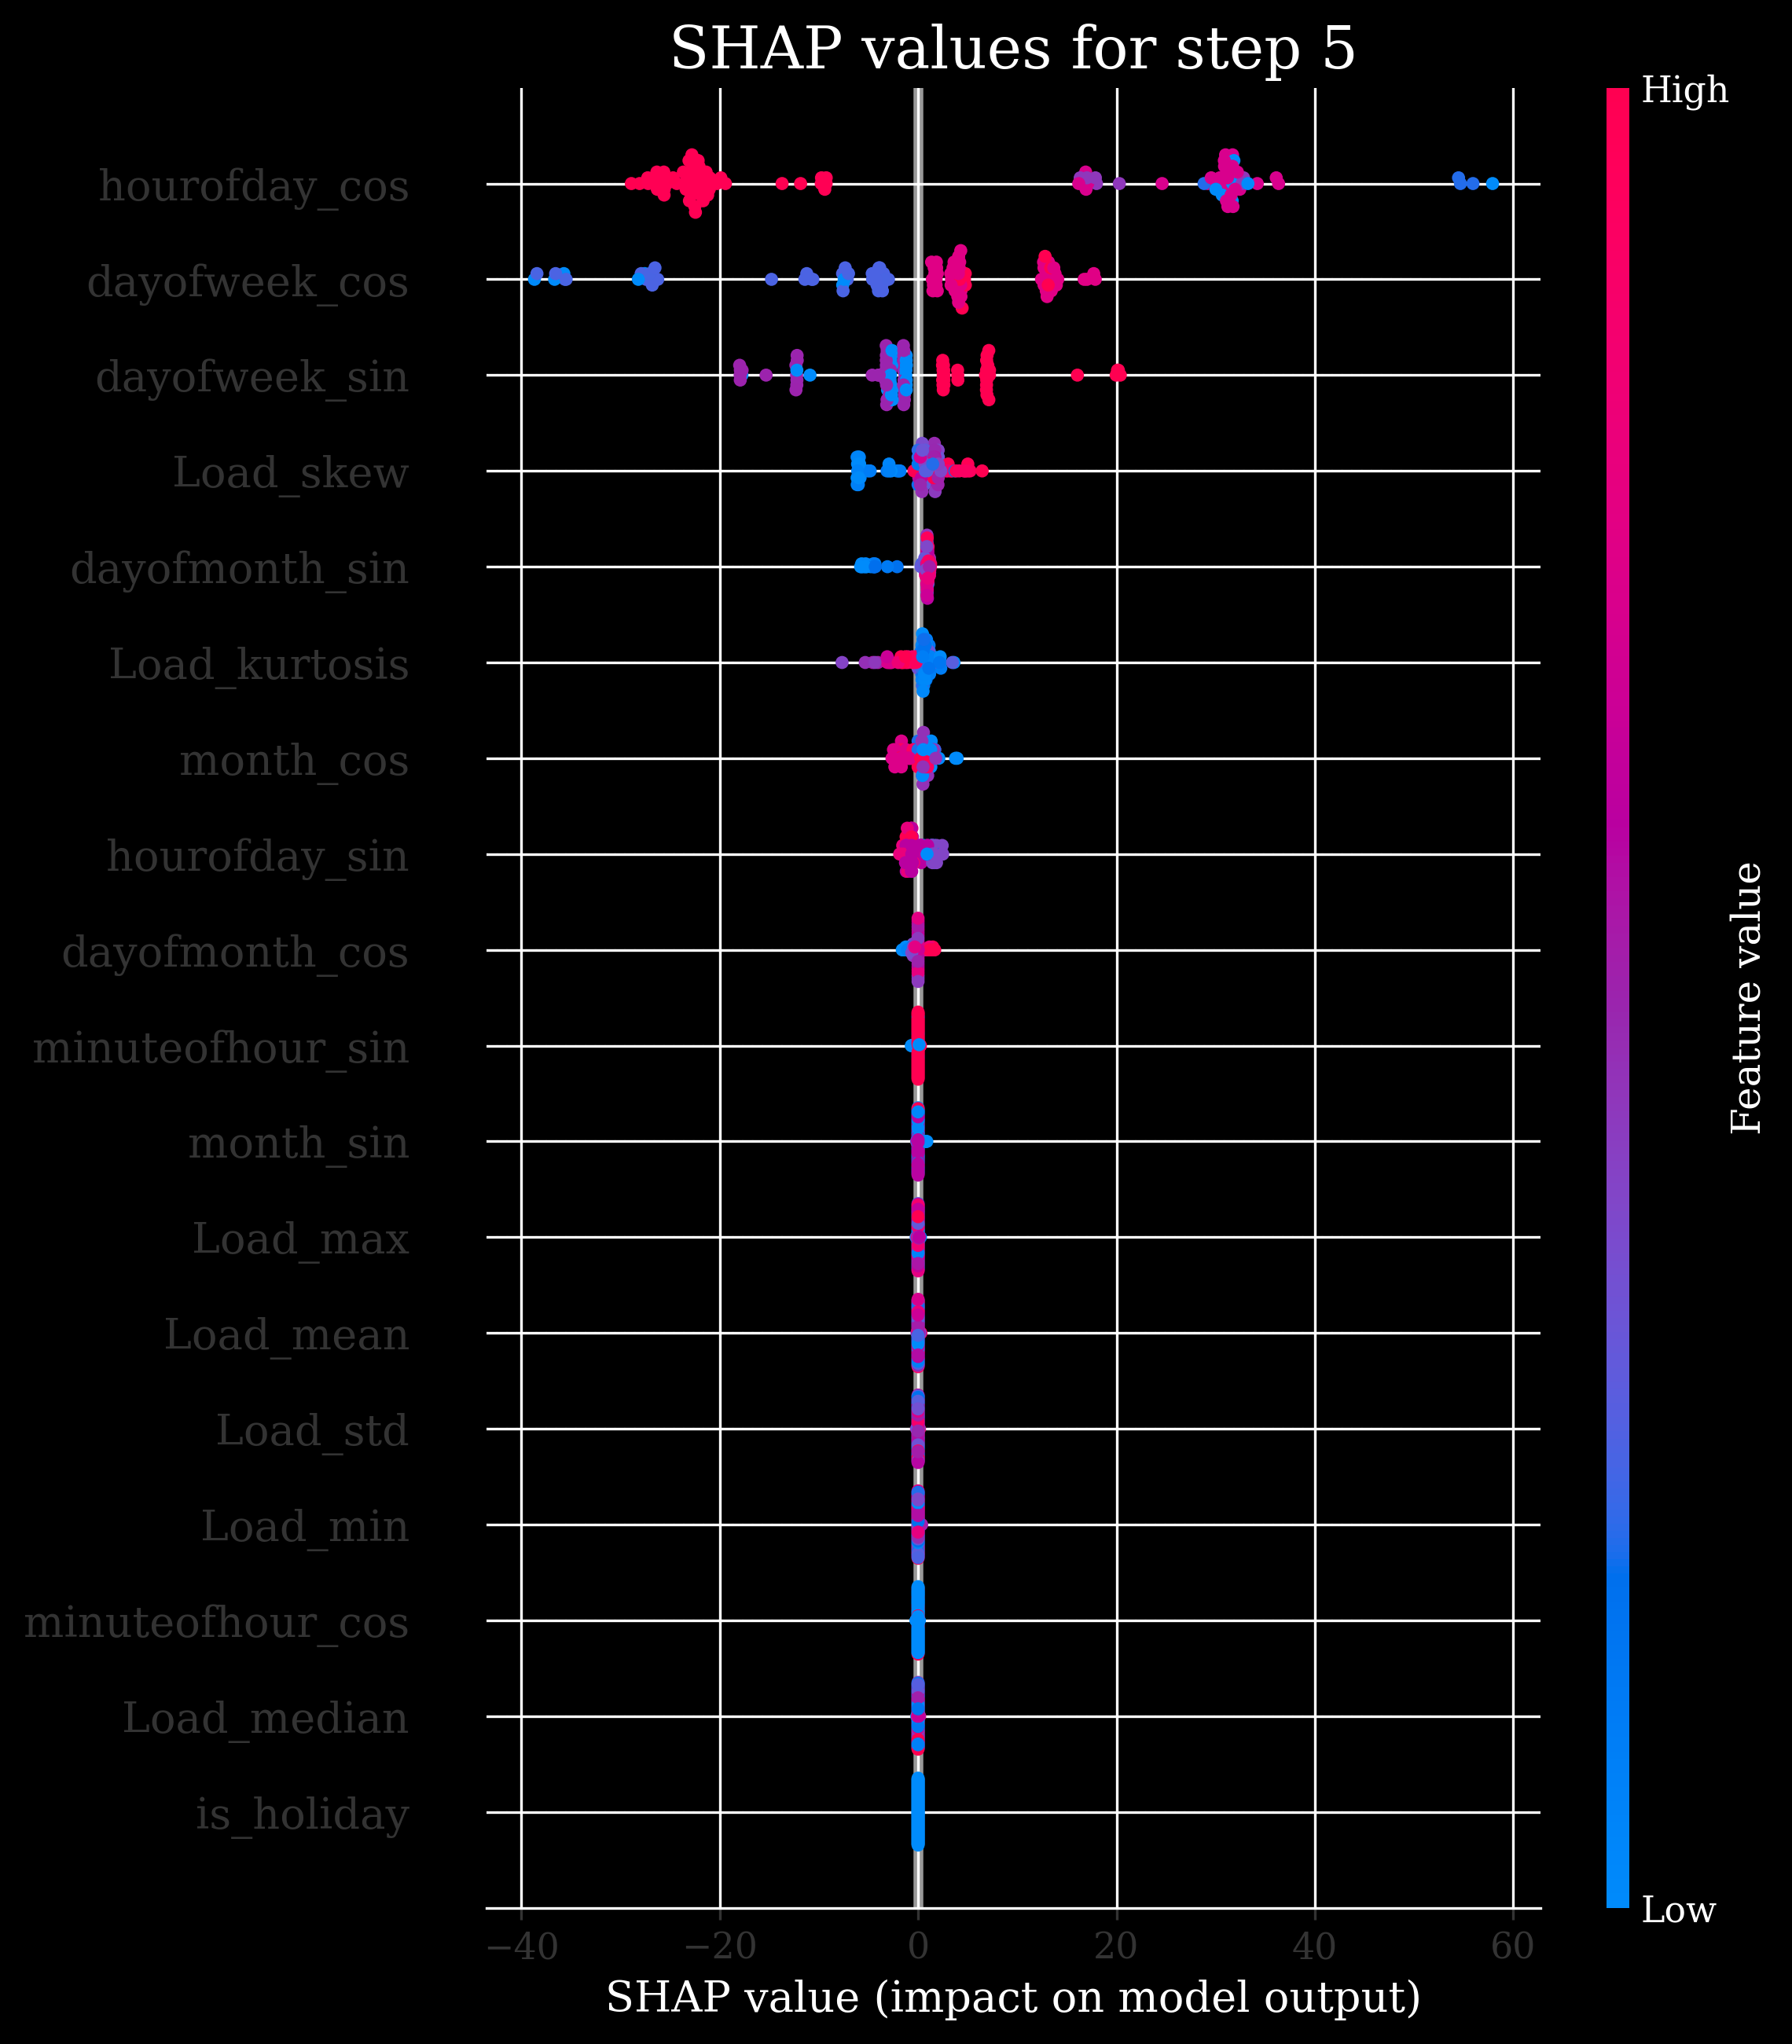 SHAP values for step 5
High
hourofday_cos
dayofweek_cos
dayofweek_sin
Load_skew
dayofmonth_sin
Load_kurtosis
month_cos
hourofday_sin
dayofmonth_cos
minuteofhour_sin
month_sin
Load_max
Load_mean
Load_std
Load_min
minuteofhour_cos
Load_median
is_holiday
Feature value
Low
−40 −20 0 20 40 60
SHAP value (impact on model output)